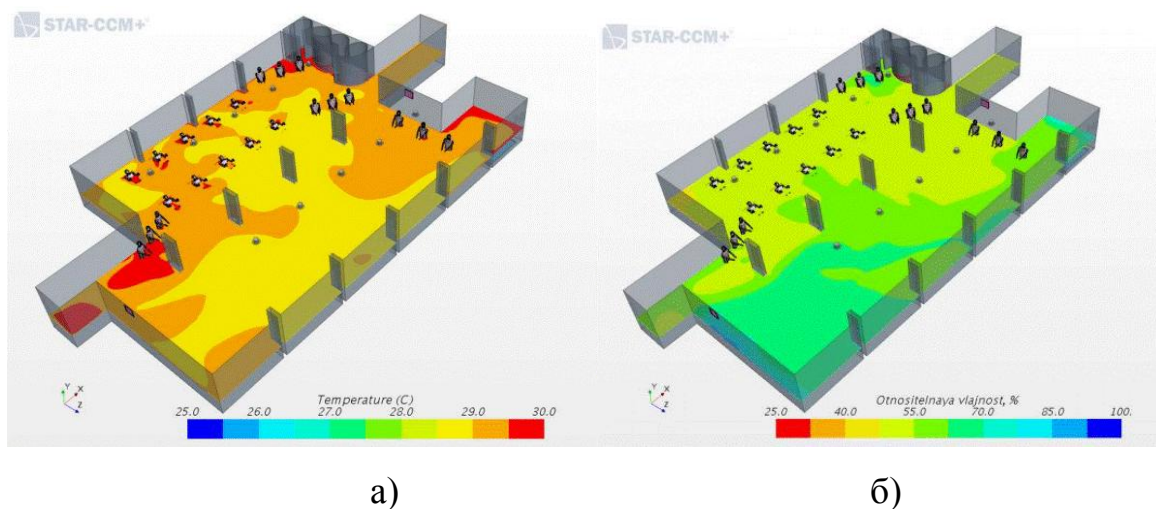 STAR-CCM+
STAR-CCM+
Y X Z
Temperature (C)
25.0 26.0 27.0 28.0 29.0 30.0
Y X Z
Otnositelnaya vlajnost, %
25.0 40.0 55.0 70.0 85.0 100.
а) б)